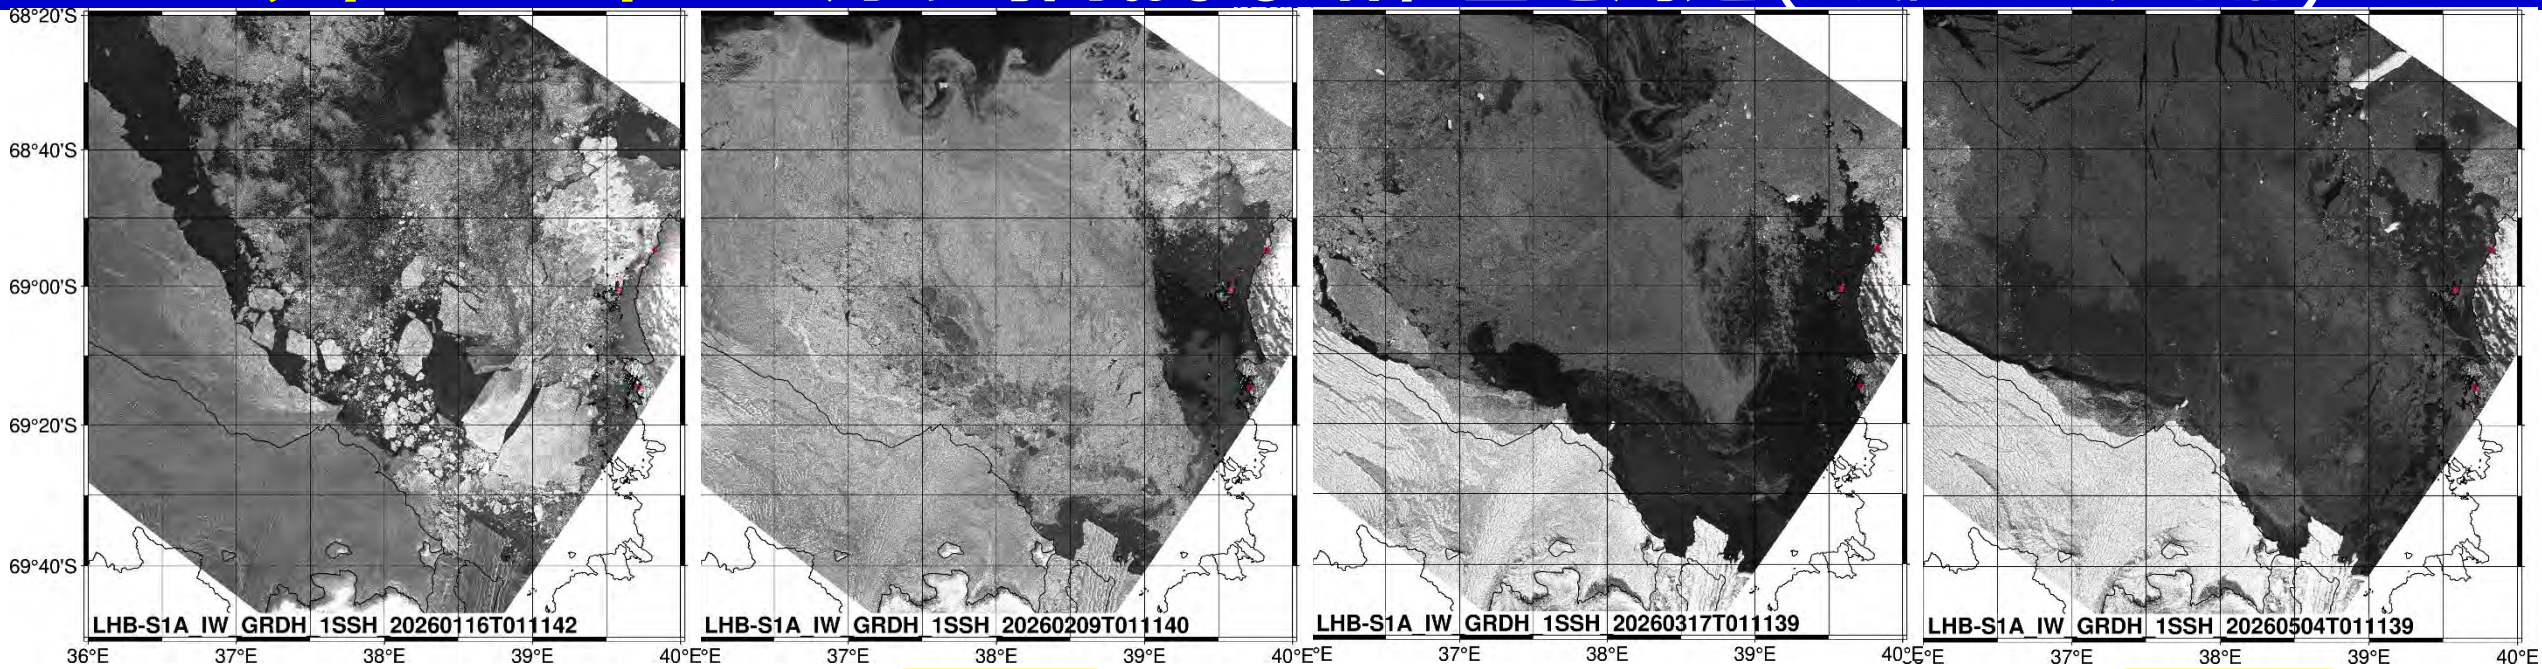 68°20'S
68°40'S
69°00'S
69°20'S
69°40'S
LHB-S1A_IW_GRDH_1SSH_20260116T011142
LHB-S1A_IW_GRDH_1SSH_20260209T011140
LHB-S1A_IW_GRDH_1SSH_20260317T011139
LHB-S1A_IW_GRDH_1SSH_20260504T011139
36°E 37°E 38°E 39°E 40°E
37°E 38°E 39°E 40°E
37°E 38°E 39°E
37°E 38°E 39°E 40°E